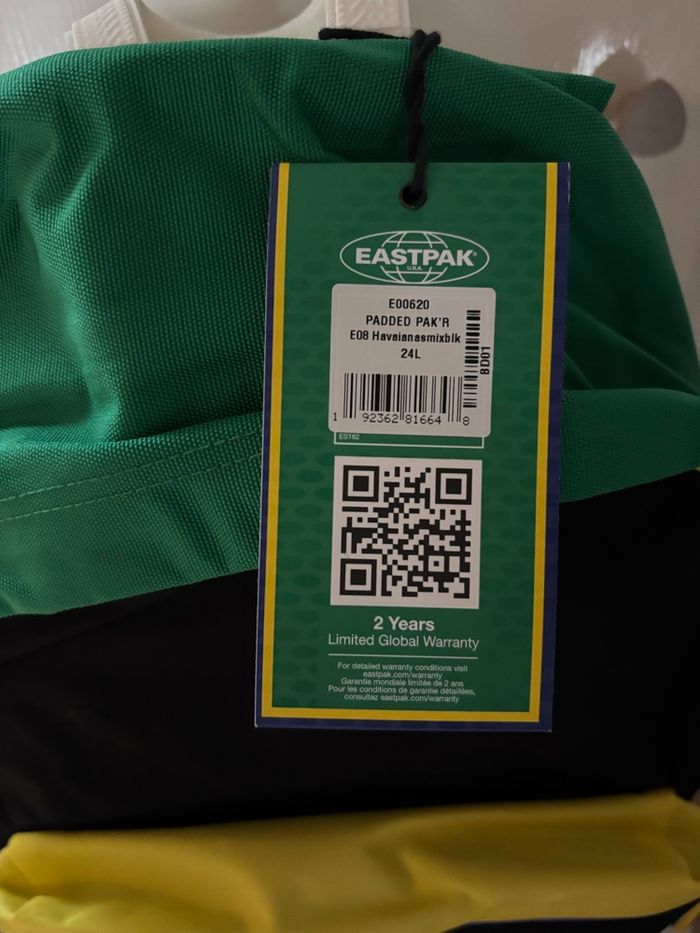 EASTPAK®
U.S.A.
E00620
PADDED PAK'R
E08 Havaianasmixblk
24L
BD01
1 92362 81664 8
ES182
2 Years
Limited Global Warranty
For detailed warranty conditions visit
eastpak.com/warranty
Garantie mondiale limitée de 2 ans
Pour les conditions de garantie détaillées,
consultez eastpak.com/warranty